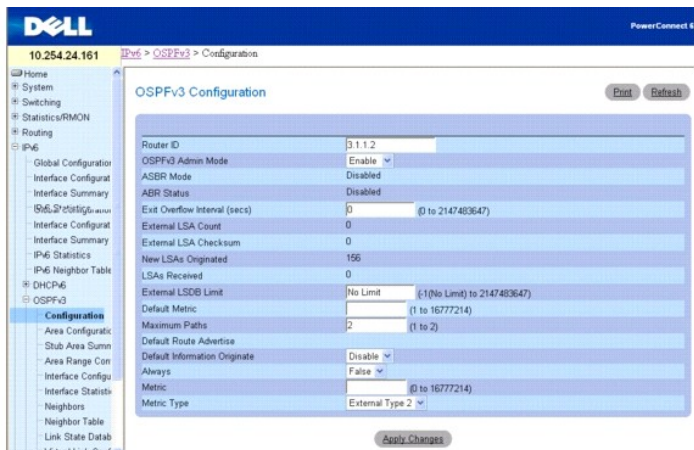 DELL
PowerConnect 6
10.254.24.161
IPv6 > OSPFv3 > Configuration
Home
System
Switching
Statistics/RMON
Routing
IPv6
Global Configuration
Interface Configurat
Interface Summary
Interface Configurat
Interface Summary
IPv6 Statistics
IPv6 Neighbor Table
DHCPv6
OSPFv3
Configuration
Area Configuratic
Stub Area Summ
Area Range Con
Interface Configu
Interface Statisti
Neighbors
Neighbor Table
Link State Datab
OSPFv3 Configuration
Print Refresh
Router ID 3.1.1.2
OSPFv3 Admin Mode Enable
ASBR Mode Disabled
ABR Status Disabled
Exit Overflow Interval (secs) 0 (0 to 2147483647)
External LSA Count 0
External LSA Checksum 0
New LSAs Originated 156
LSAs Received 0
External LSDB Limit No Limit (-1(No Limit) to 2147483647)
Default Metric (1 to 16777214)
Maximum Paths 2 (1 to 2)
Default Route Advertise
Default Information Originate Disable
Always False
Metric (0 to 16777214)
Metric Type External Type 2
Apply Changes